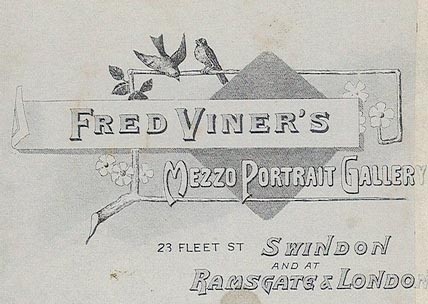 FRED VINER'S
MEZZO PORTRAIT GALLERY
23 FLEET ST SWINDON
AND AT
RAMSGATE & LONDON